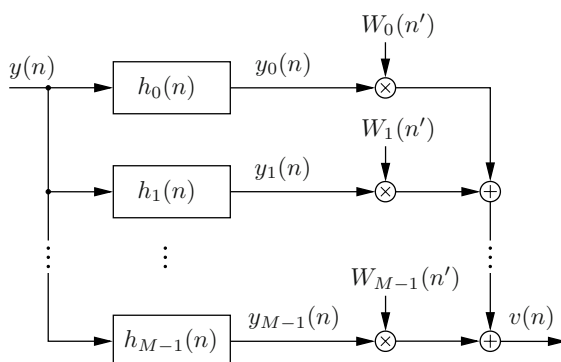 W_0(n')
y(n)
h_0(n)
y_0(n)
×
W_1(n')
h_1(n)
y_1(n)
×
+
W_{M−1}(n')
h_{M−1}(n)
y_{M−1}(n)
×
+
v(n)